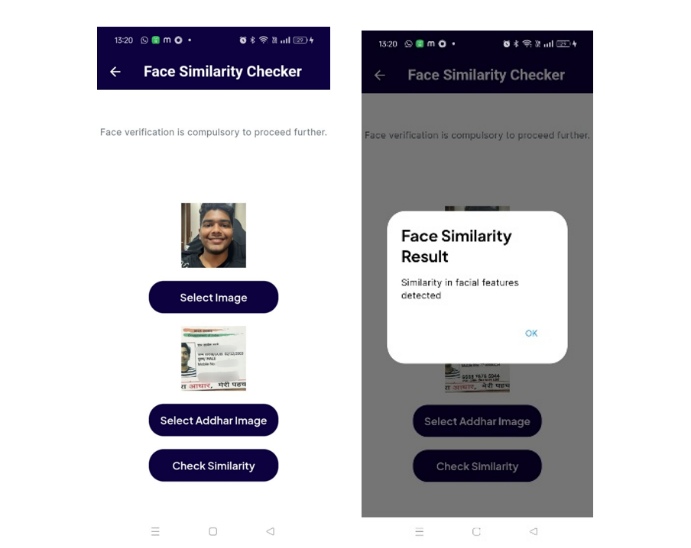 13:20
Face Similarity Checker
Face verification is compulsory to proceed further.
Select Image
आधार, मेरी पहच
Select Addhar Image
Check Similarity
13:20
Face Similarity Checker
Face verification is compulsory to proceed further.
Face Similarity
Result
Similarity in facial features
detected
OK
Select Addhar Image
Check Similarity